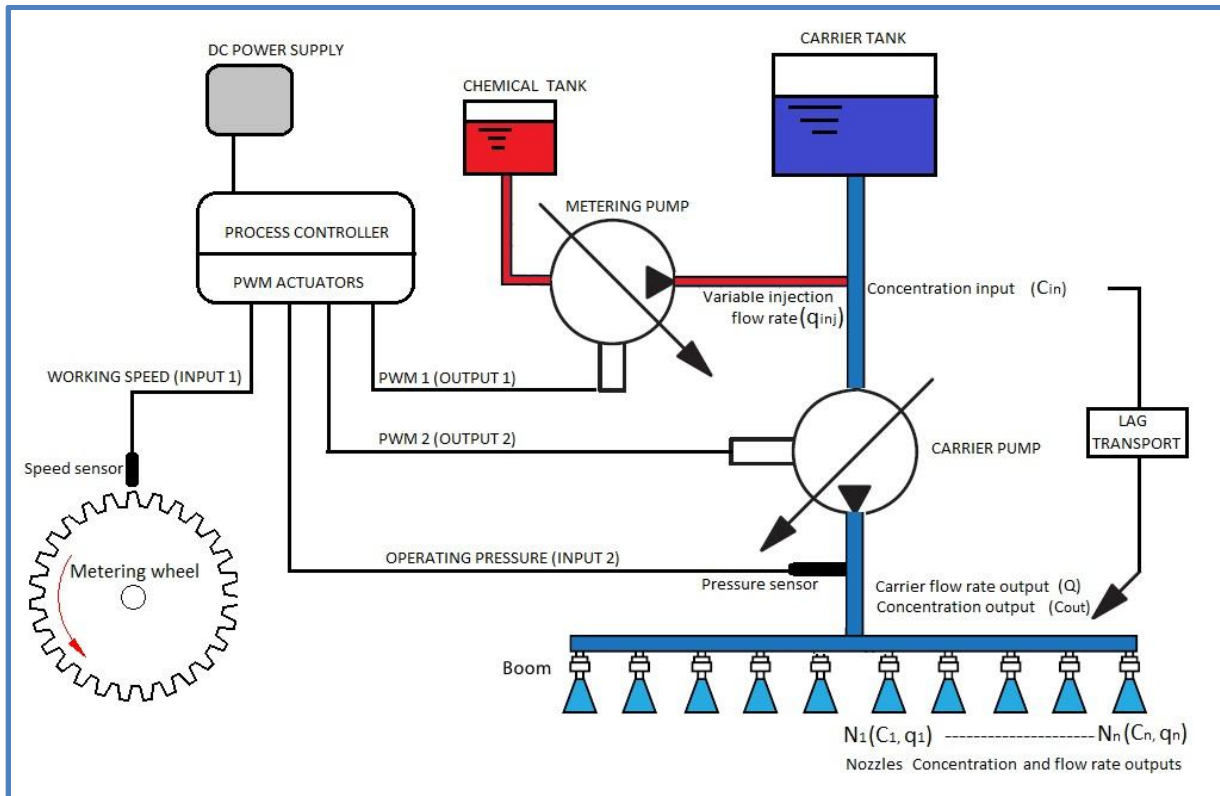 DC POWER SUPPLY
CARRIER TANK
CHEMICAL TANK
METERING PUMP
PROCESS CONTROLLER
PWM ACTUATORS
Variable injection
flow rate (qinj)
Concentration input (Cin)
WORKING SPEED (INPUT 1)
PWM 1 (OUTPUT 1)
PWM 2 (OUTPUT 2)
CARRIER PUMP
LAG
TRANSPORT
Speed sensor
Metering wheel
OPERATING PRESSURE (INPUT 2)
Pressure sensor
Carrier flow rate output (Q)
Concentration output (Cout)
Boom
N1(C1, q1) ---------------------- Nn(Cn, qn)
Nozzles Concentration and flow rate outputs